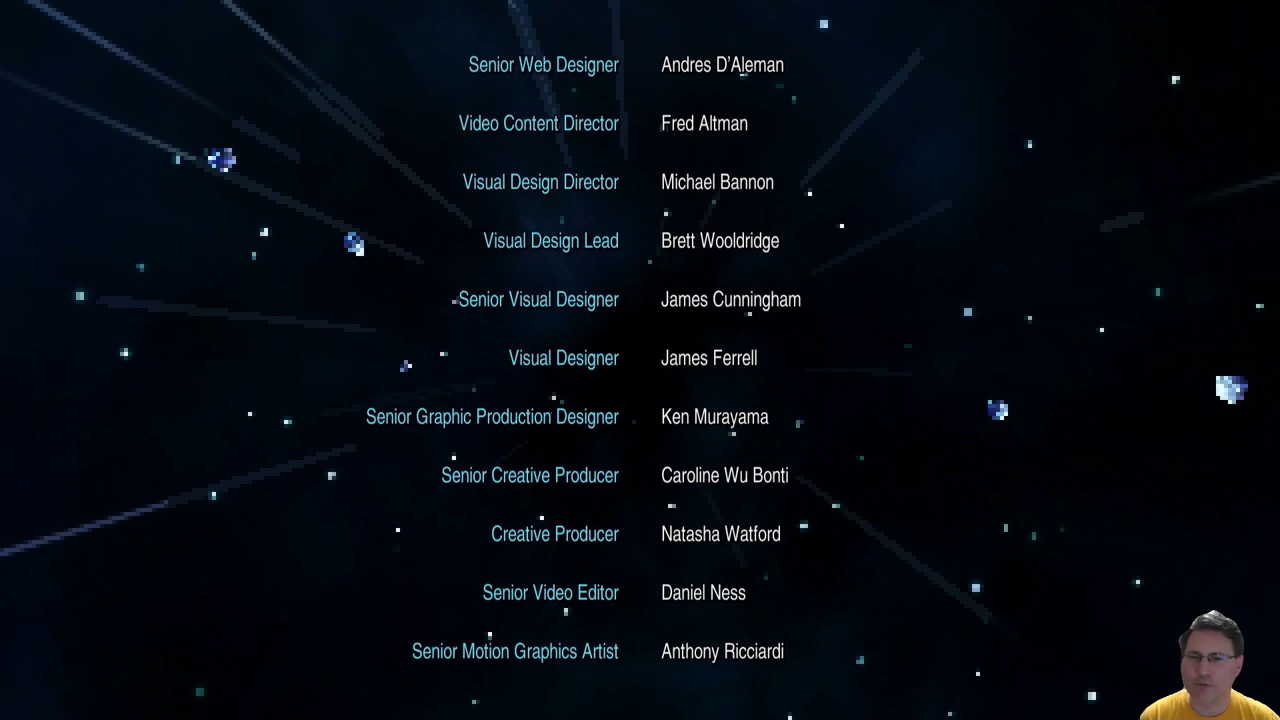 Senior Web Designer Andres D'Aleman
Video Content Director Fred Altman
Visual Design Director Michael Bannon
Visual Design Lead Brett Wooldridge
Senior Visual Designer James Cunningham
Visual Designer James Ferrell
Senior Graphic Production Designer Ken Murayama
Senior Creative Producer Caroline Wu Bonti
Creative Producer Natasha Watford
Senior Video Editor Daniel Ness
Senior Motion Graphics Artist Anthony Ricciardi